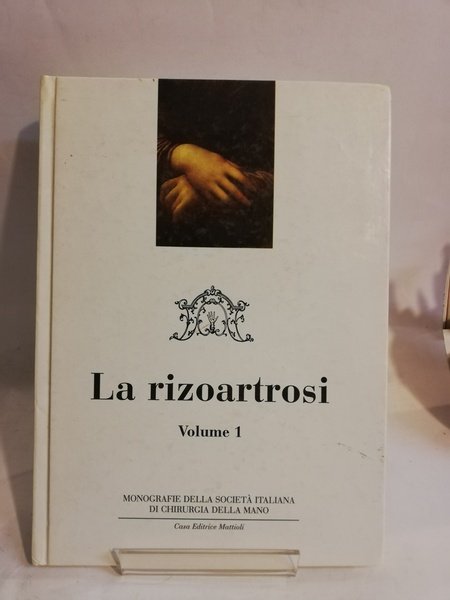 La rizoartrosi
Volume 1
MONOGRAFIE DELLA SOCIETÀ ITALIANA
DI CHIRURGIA DELLA MANO
Casa Editrice Mattioli